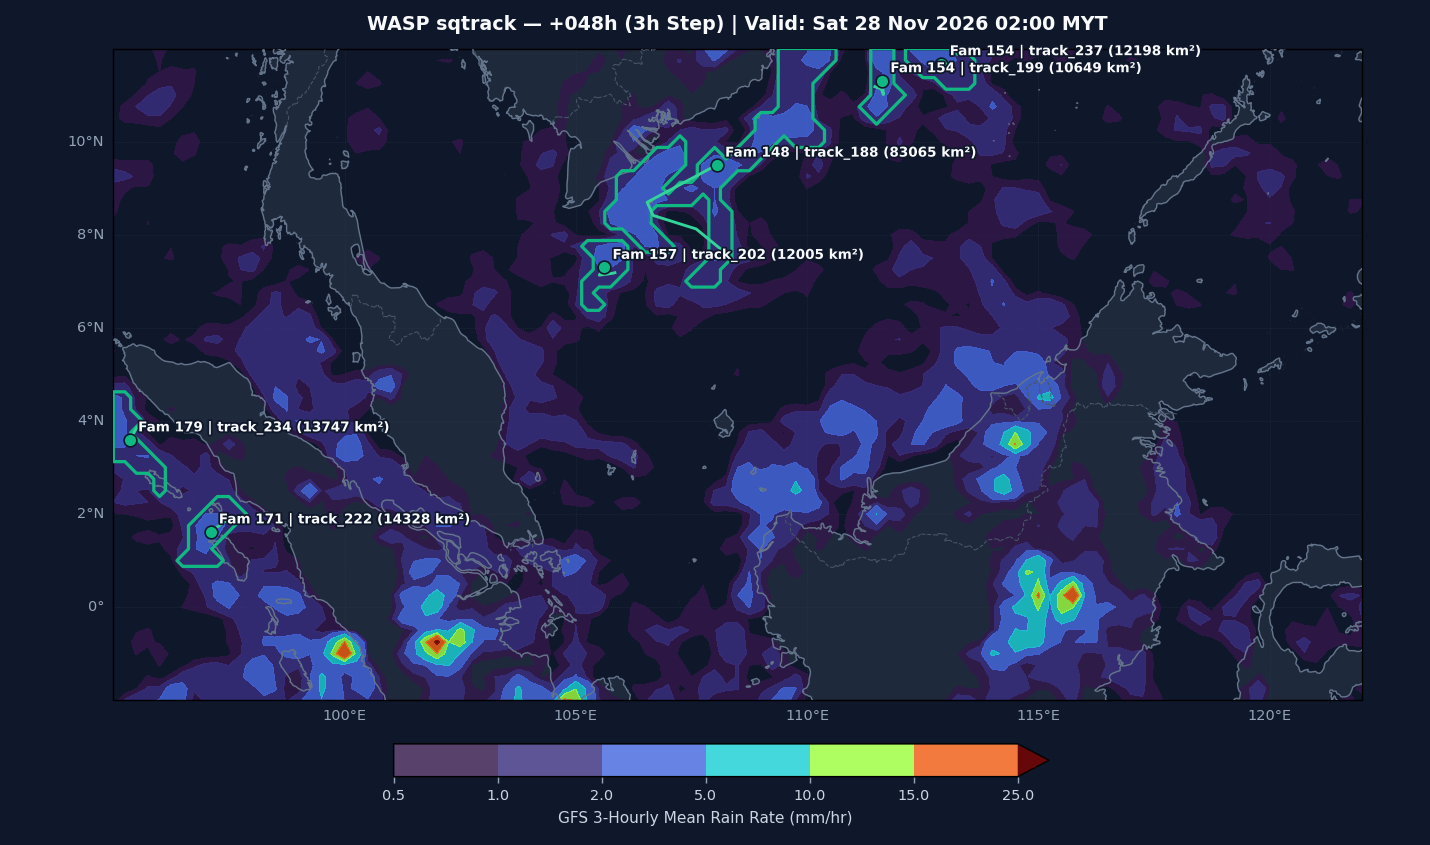 WASP sqtrack — +048h (3h Step) | Valid: Sat 28 Nov 2026 02:00 MYT
Fam 154 | track_237 (12198 km²)
Fam 154 | track_199 (10649 km²)
10°N
Fam 148 | track_188 (83065 km²)
8°N
Fam 157 | track_202 (12005 km²)
6°N
4°N
Fam 179 | track_234 (13747 km²)
2°N
Fam 171 | track_222 (14328 km²)
0°
100°E 105°E 110°E 115°E 120°E
0.5 1.0 2.0 5.0 10.0 15.0 25.0
GFS 3-Hourly Mean Rain Rate (mm/hr)